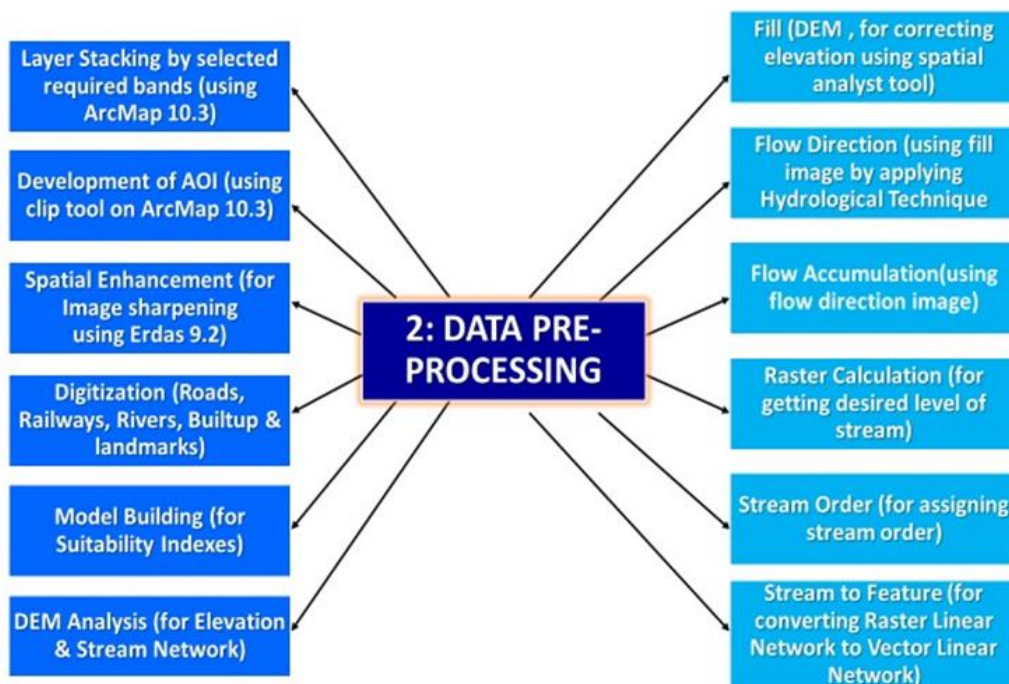 Layer Stacking by selected
required bands (using
ArcMap 10.3)
Development of AOI (using
clip tool on ArcMap 10.3)
Spatial Enhancement (for
Image sharpening
using Erdas 9.2)
Digitization (Roads,
Railways, Rivers, Builtup &
landmarks)
Model Building (for
Suitability Indexes)
DEM Analysis (for Elevation
& Stream Network)
2: DATA PRE-
PROCESSING
Fill (DEM , for correcting
elevation using spatial
analyst tool)
Flow Direction (using fill
image by applying
Hydrological Technique
Flow Accumulation(using
flow direction image)
Raster Calculation (for
getting desired level of
stream)
Stream Order (for assigning
stream order)
Stream to Feature (for
converting Raster Linear
Network to Vector Linear
Network)